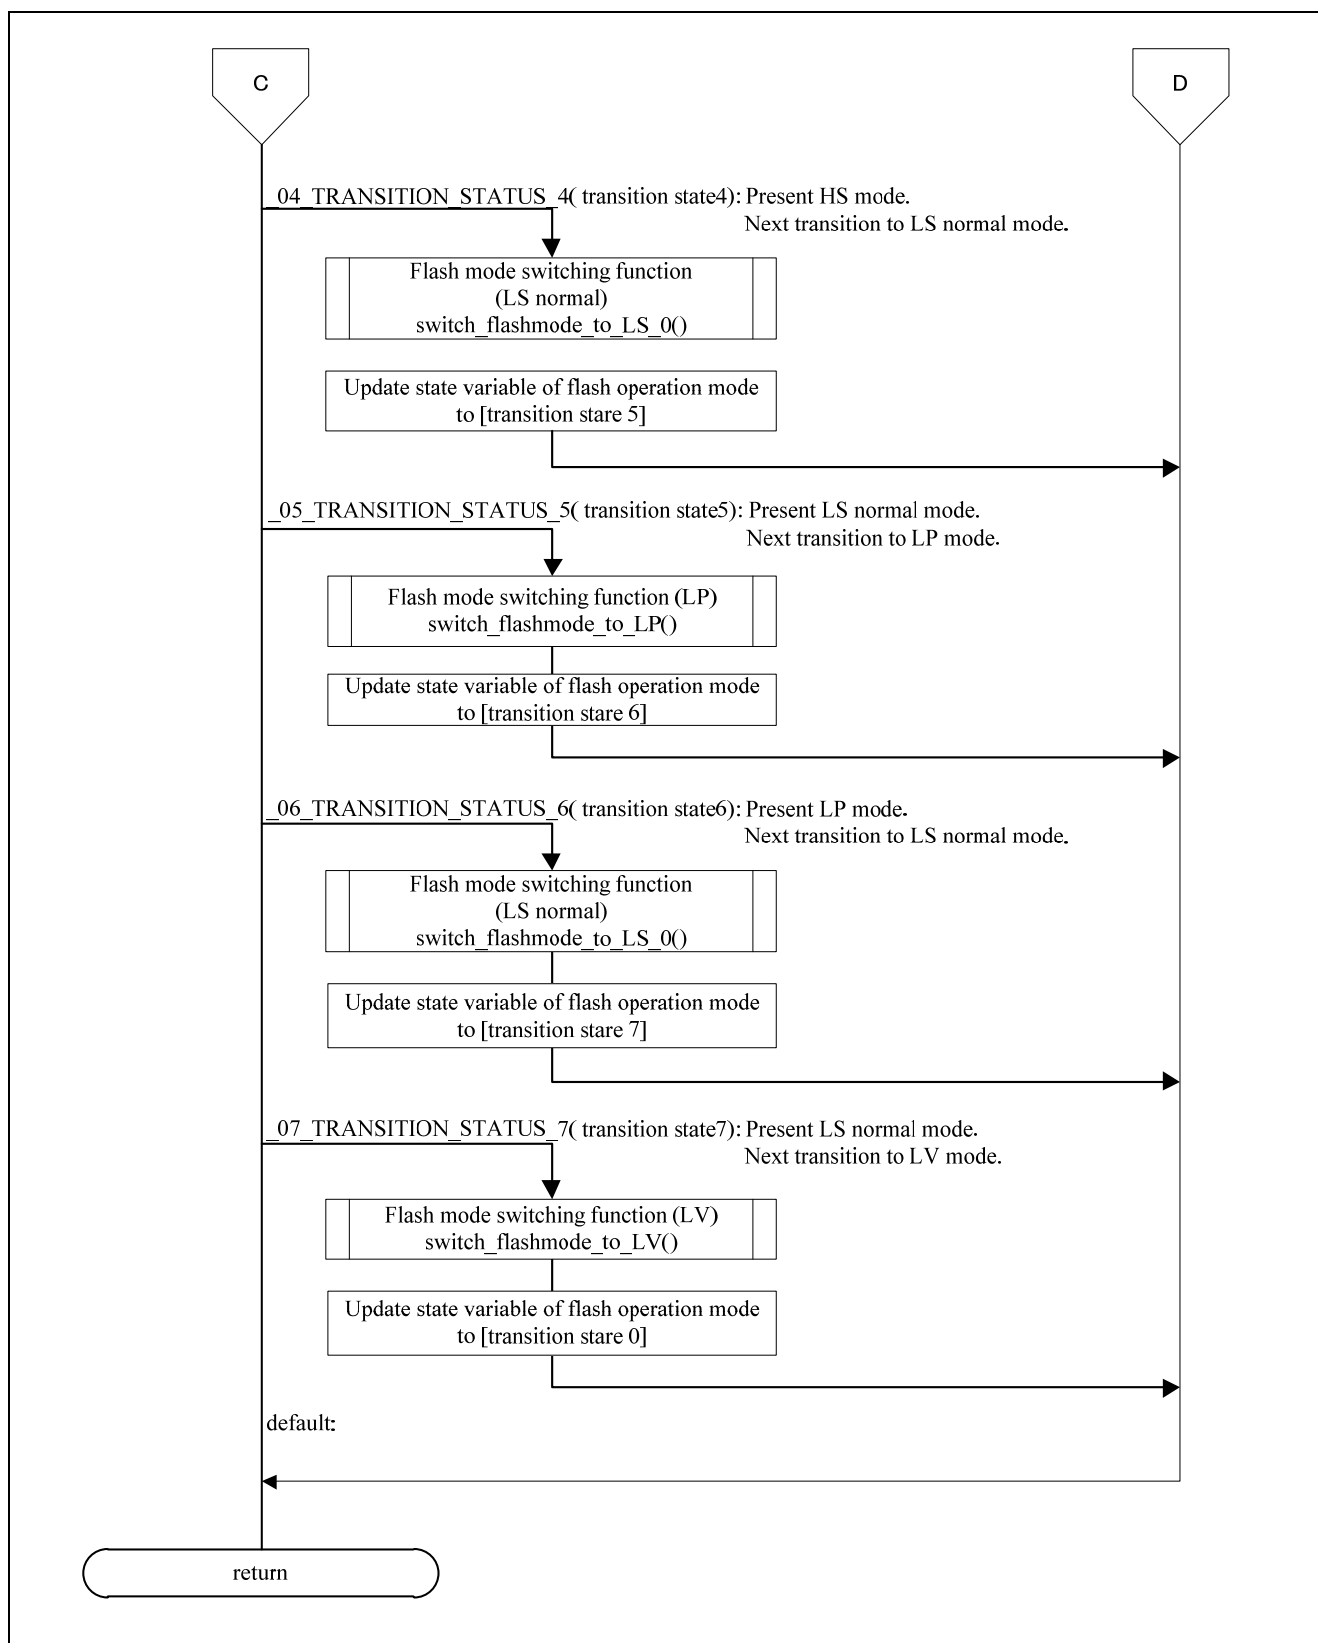 C
D
_04_TRANSITION_STATUS_4( transition state4): Present HS mode.
Next transition to LS normal mode.
Flash mode switching function
(LS normal)
switch_flashmode_to_LS_0()
Update state variable of flash operation mode
to [transition stare 5]
_05_TRANSITION_STATUS_5( transition state5): Present LS normal mode.
Next transition to LP mode.
Flash mode switching function (LP)
switch_flashmode_to_LP()
Update state variable of flash operation mode
to [transition stare 6]
_06_TRANSITION_STATUS_6( transition state6): Present LP mode.
Next transition to LS normal mode.
Flash mode switching function
(LS normal)
switch_flashmode_to_LS_0()
Update state variable of flash operation mode
to [transition stare 7]
_07_TRANSITION_STATUS_7( transition state7): Present LS normal mode.
Next transition to LV mode.
Flash mode switching function (LV)
switch_flashmode_to_LV()
Update state variable of flash operation mode
to [transition stare 0]
default:
return